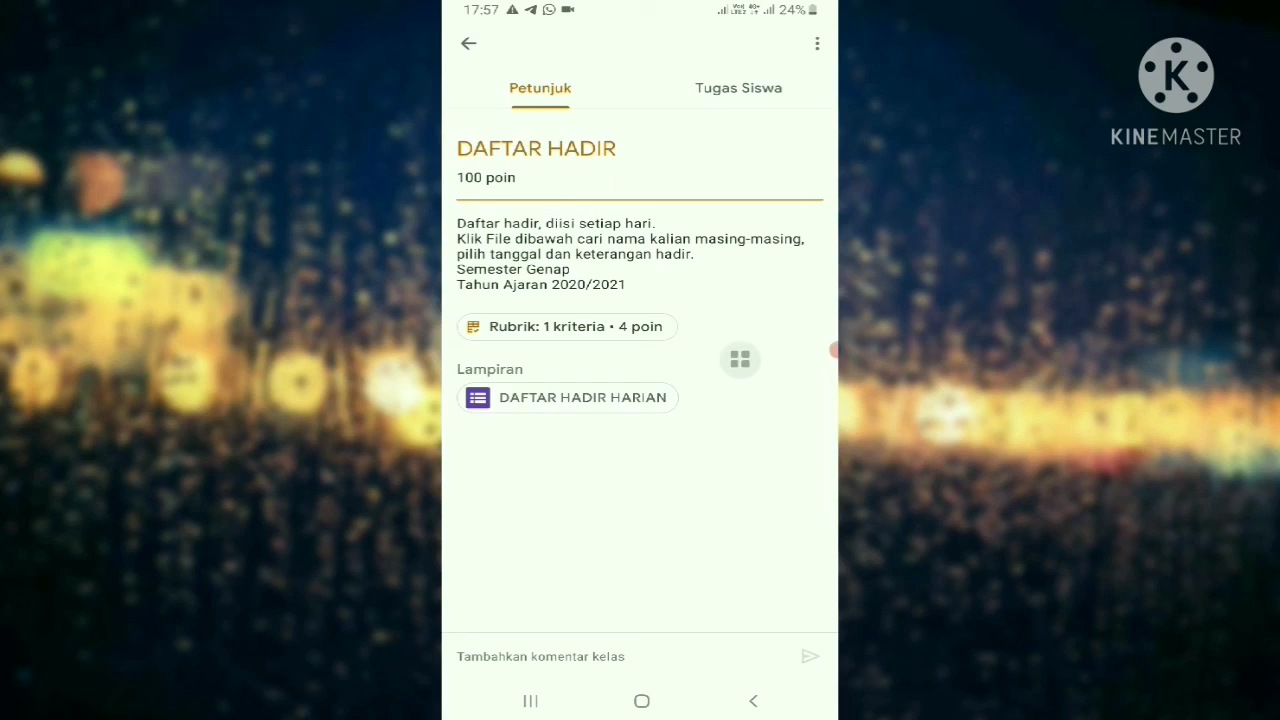 17:57 24%
Petunjuk Tugas Siswa
KINEMASTER
DAFTAR HADIR
100 poin
Daftar hadir, diisi setiap hari.
Klik File dibawah cari nama kalian masing-masing,
pilih tanggal dan keterangan hadir.
Semester Genap
Tahun Ajaran 2020/2021
Rubrik: 1 kriteria • 4 poin
Lampiran
DAFTAR HADIR HARIAN
Tambahkan komentar kelas